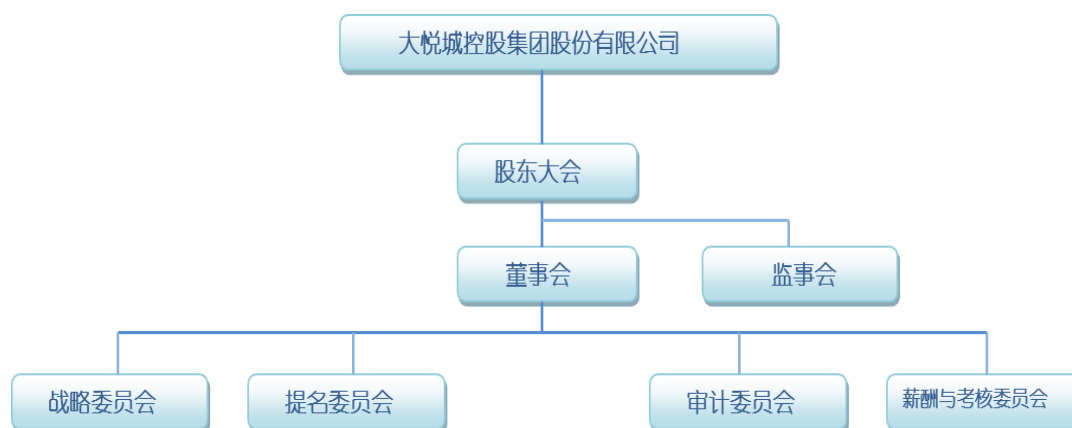 大悦城控股集团股份有限公司
股东大会
董事会
监事会
战略委员会
提名委员会
审计委员会
薪酬与考核委员会